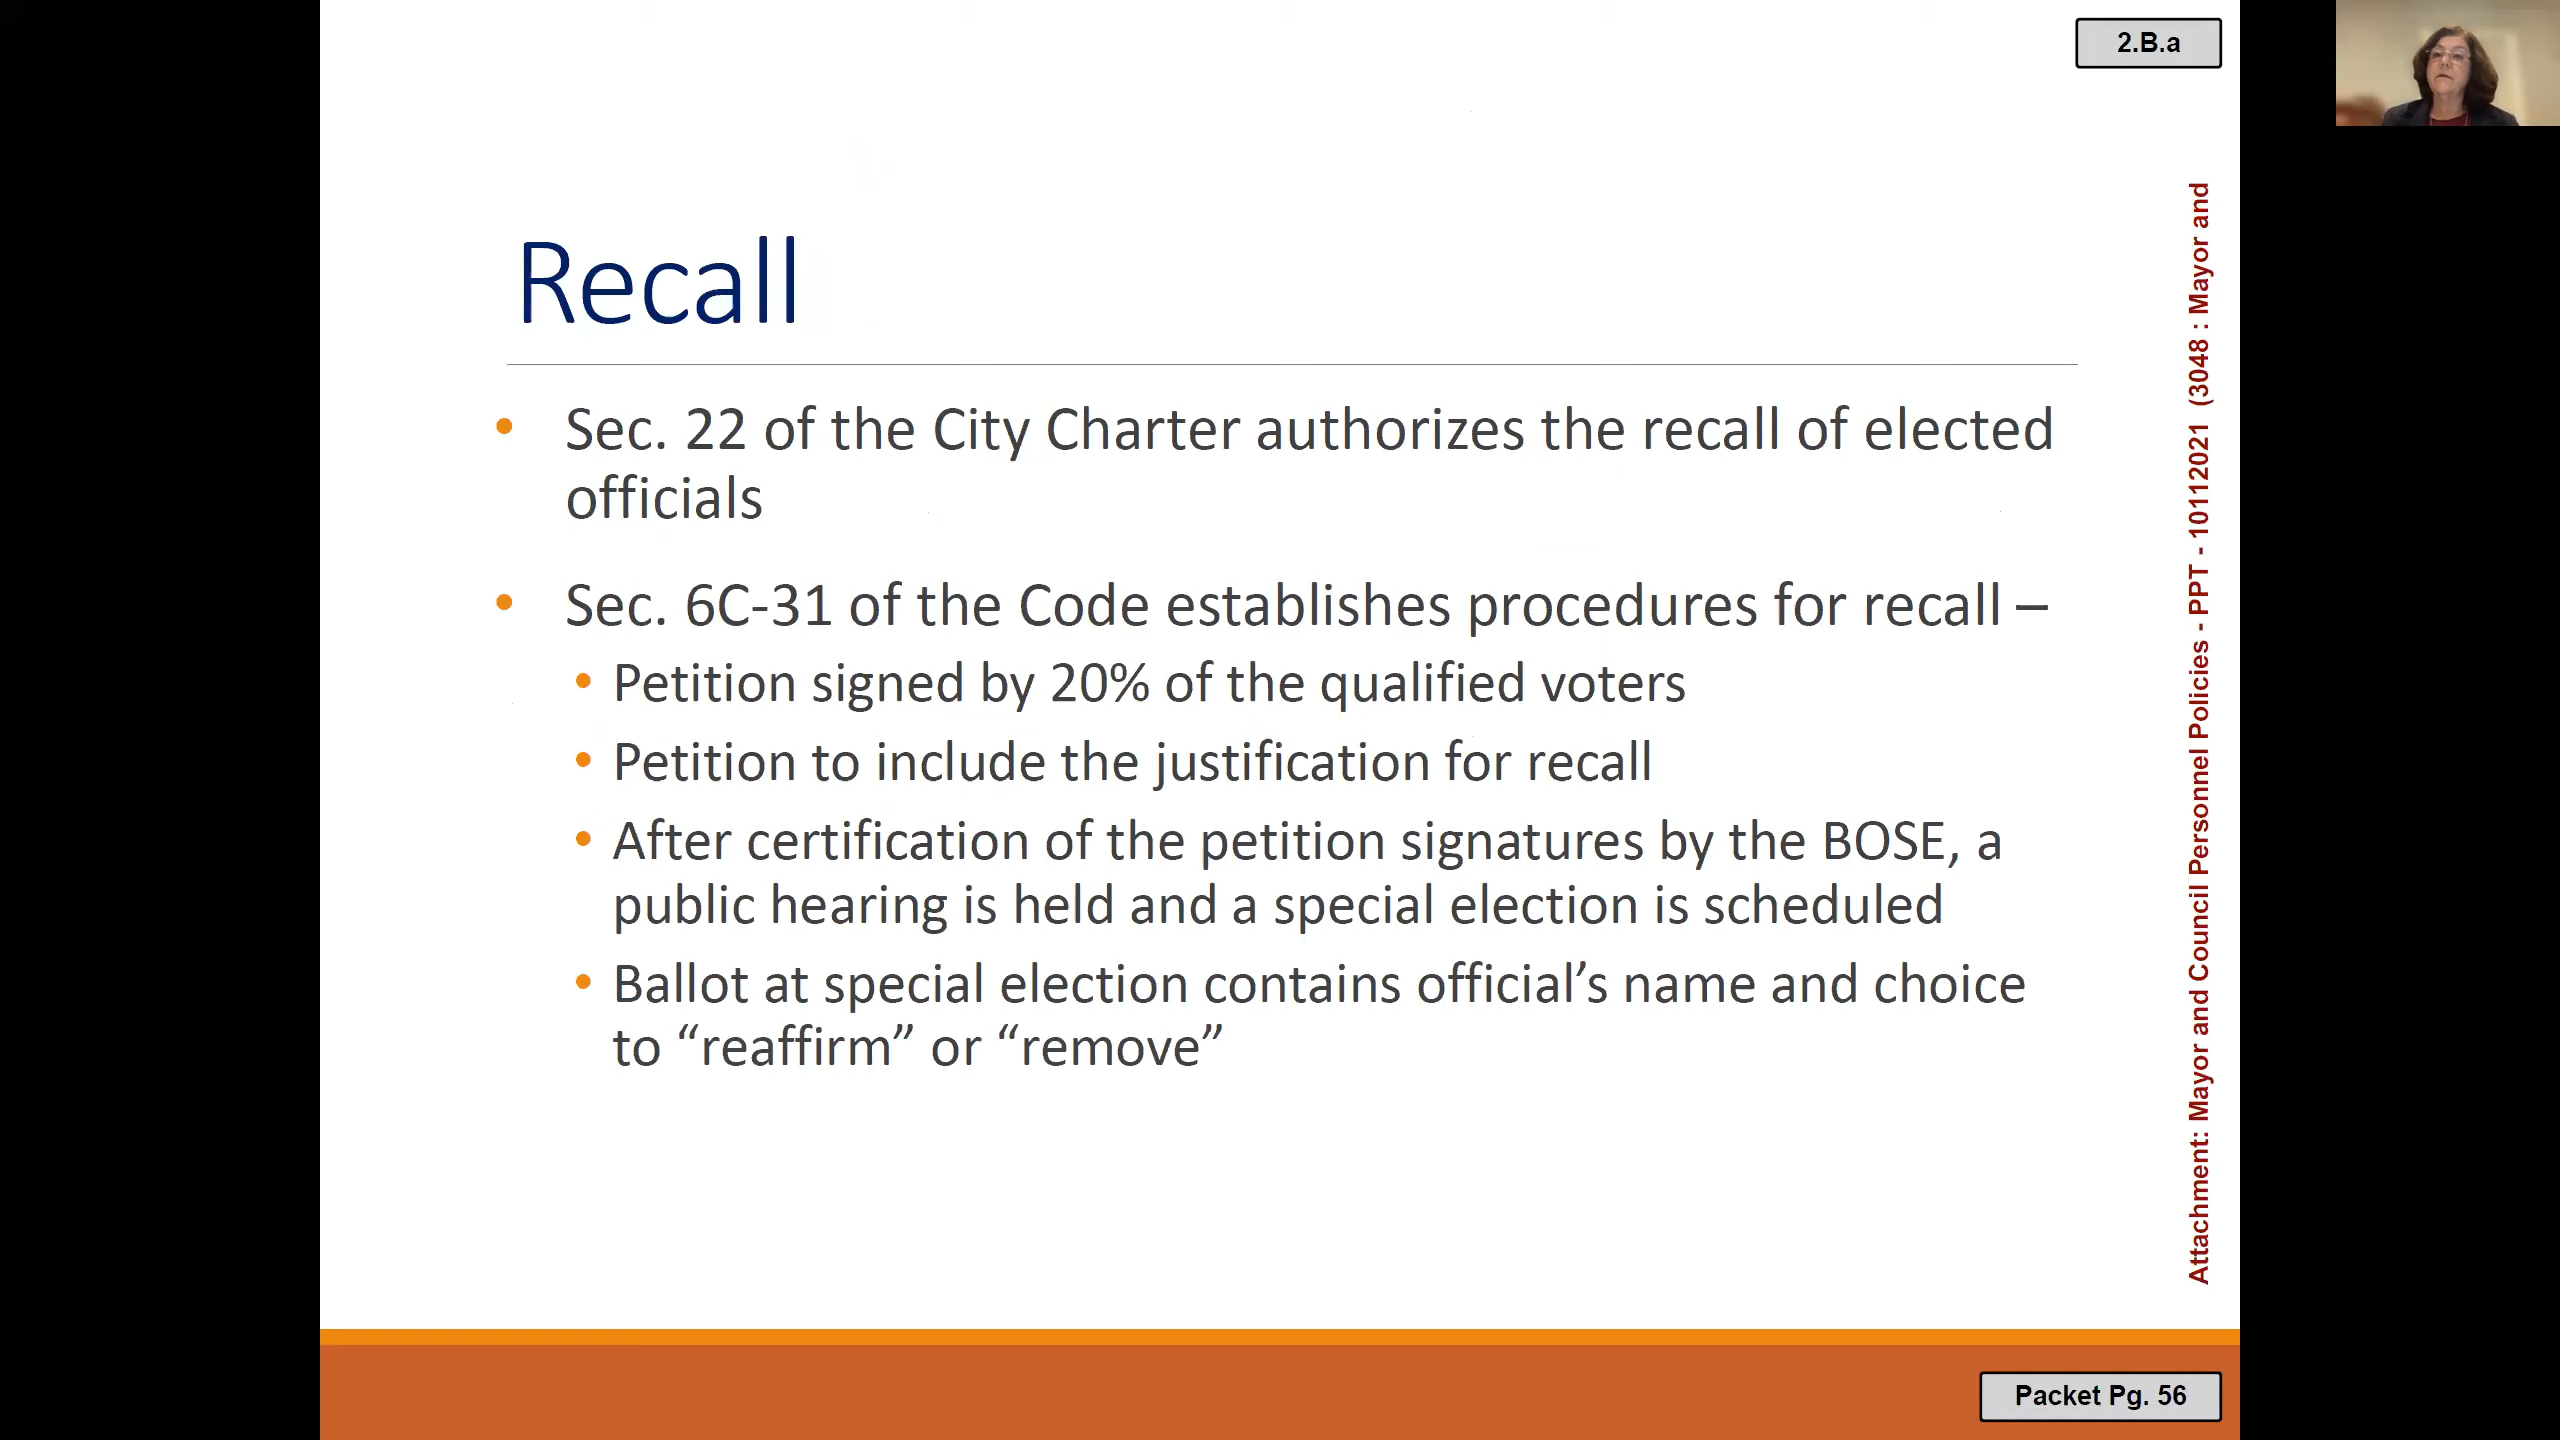 2.B.a
Recall
Sec. 22 of the City Charter authorizes the recall of elected
officials
Sec. 6C-31 of the Code establishes procedures for recall –
Petition signed by 20% of the qualified voters
Petition to include the justification for recall
After certification of the petition signatures by the BOSE, a
public hearing is held and a special election is scheduled
Ballot at special election contains official’s name and choice
to “reaffirm” or “remove”
Attachment: Mayor and Council Personnel Policies - PPT - 10112021 (3048 : Mayor and
Packet Pg. 56